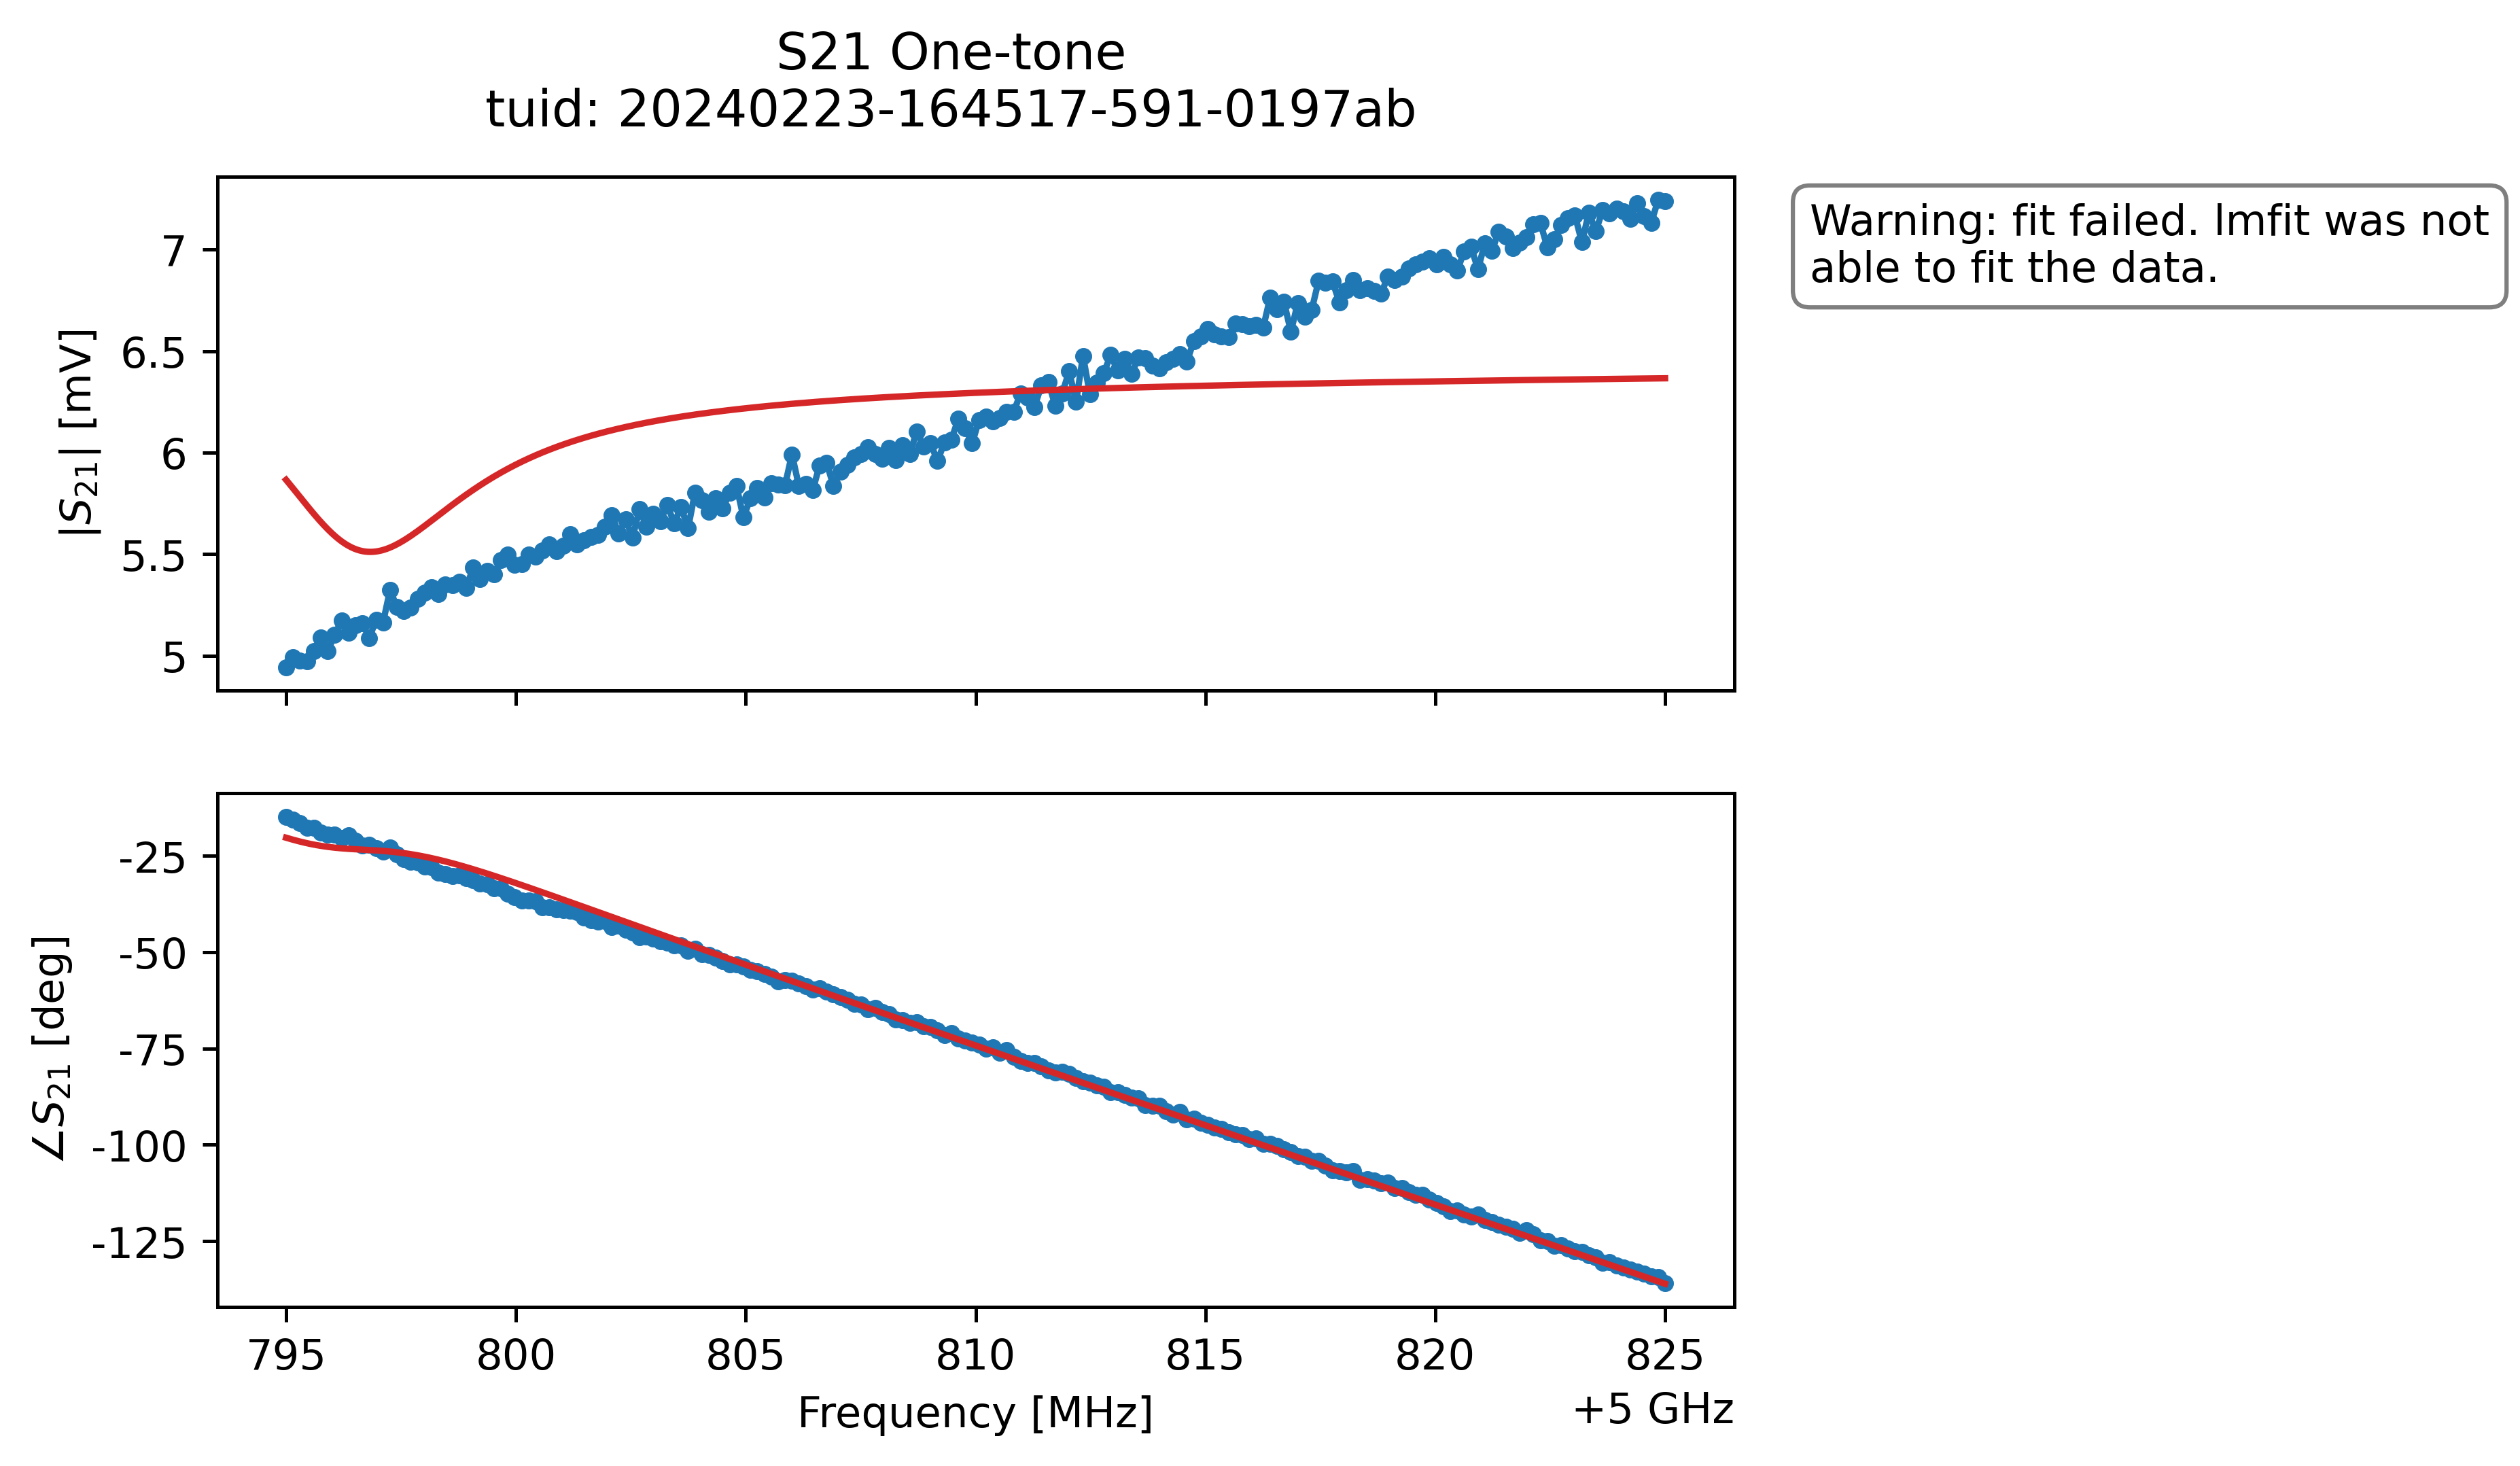 S21 One-tone
tuid: 20240223-164517-591-0197ab
Warning: fit failed. lmfit was not
able to fit the data.
|S₂₁| [mV]
7
6.5
6
5.5
5
∠S₂₁ [deg]
-25
-50
-75
-100
-125
795 800 805 810 815 820 825
Frequency [MHz]
+5 GHz